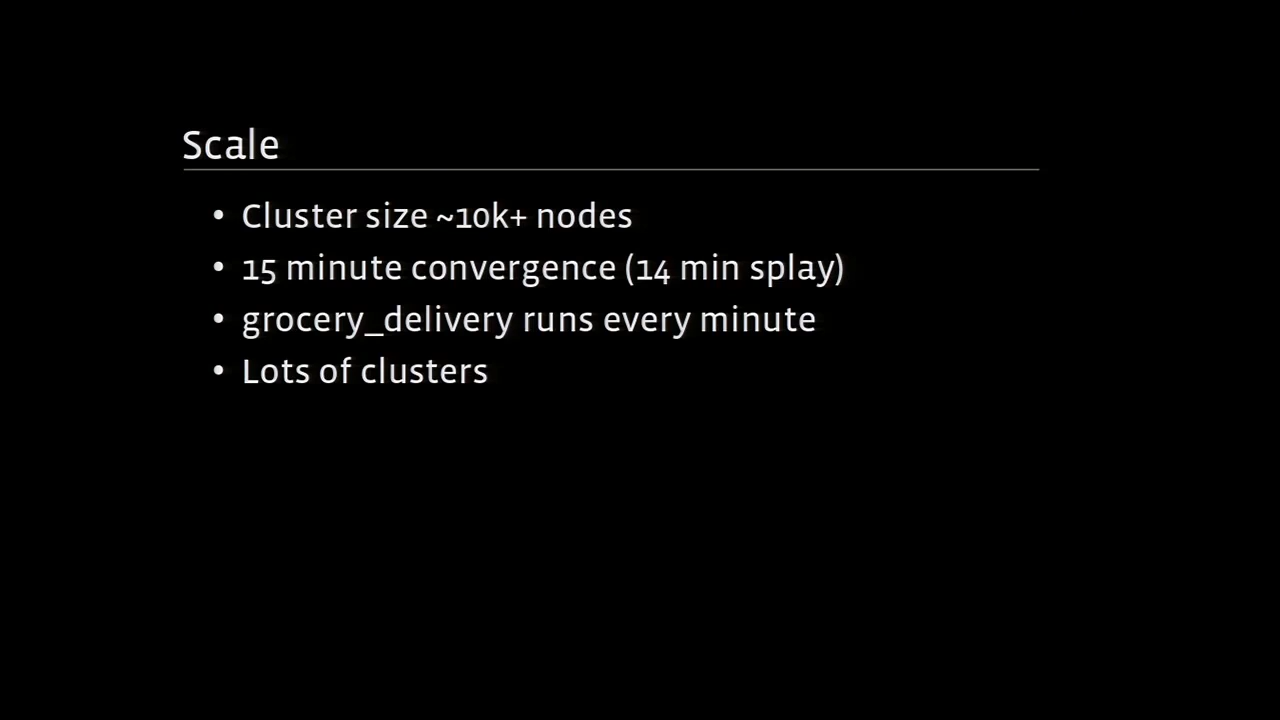 Scale
• Cluster size ~10k+ nodes
• 15 minute convergence (14 min splay)
• grocery_delivery runs every minute
• Lots of clusters